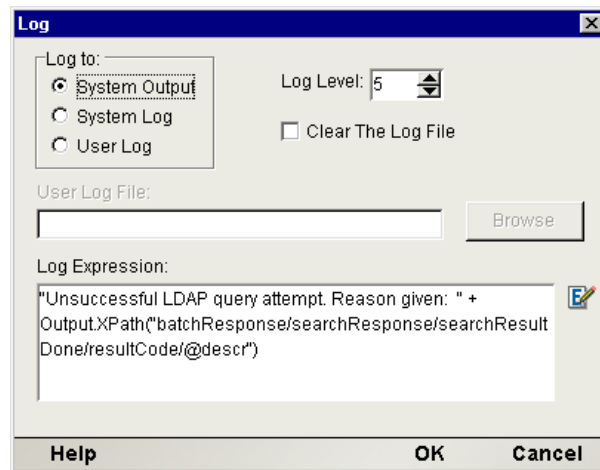 Log
Log to:
System Output
System Log
User Log
Log Level: 5
Clear The Log File
User Log File:
Browse
Log Expression:
"Unsuccessful LDAP query attempt. Reason given:  " +
Output.XPath("batchResponse/searchResponse/searchResult
Done/resultCode/@descr")
Help OK Cancel